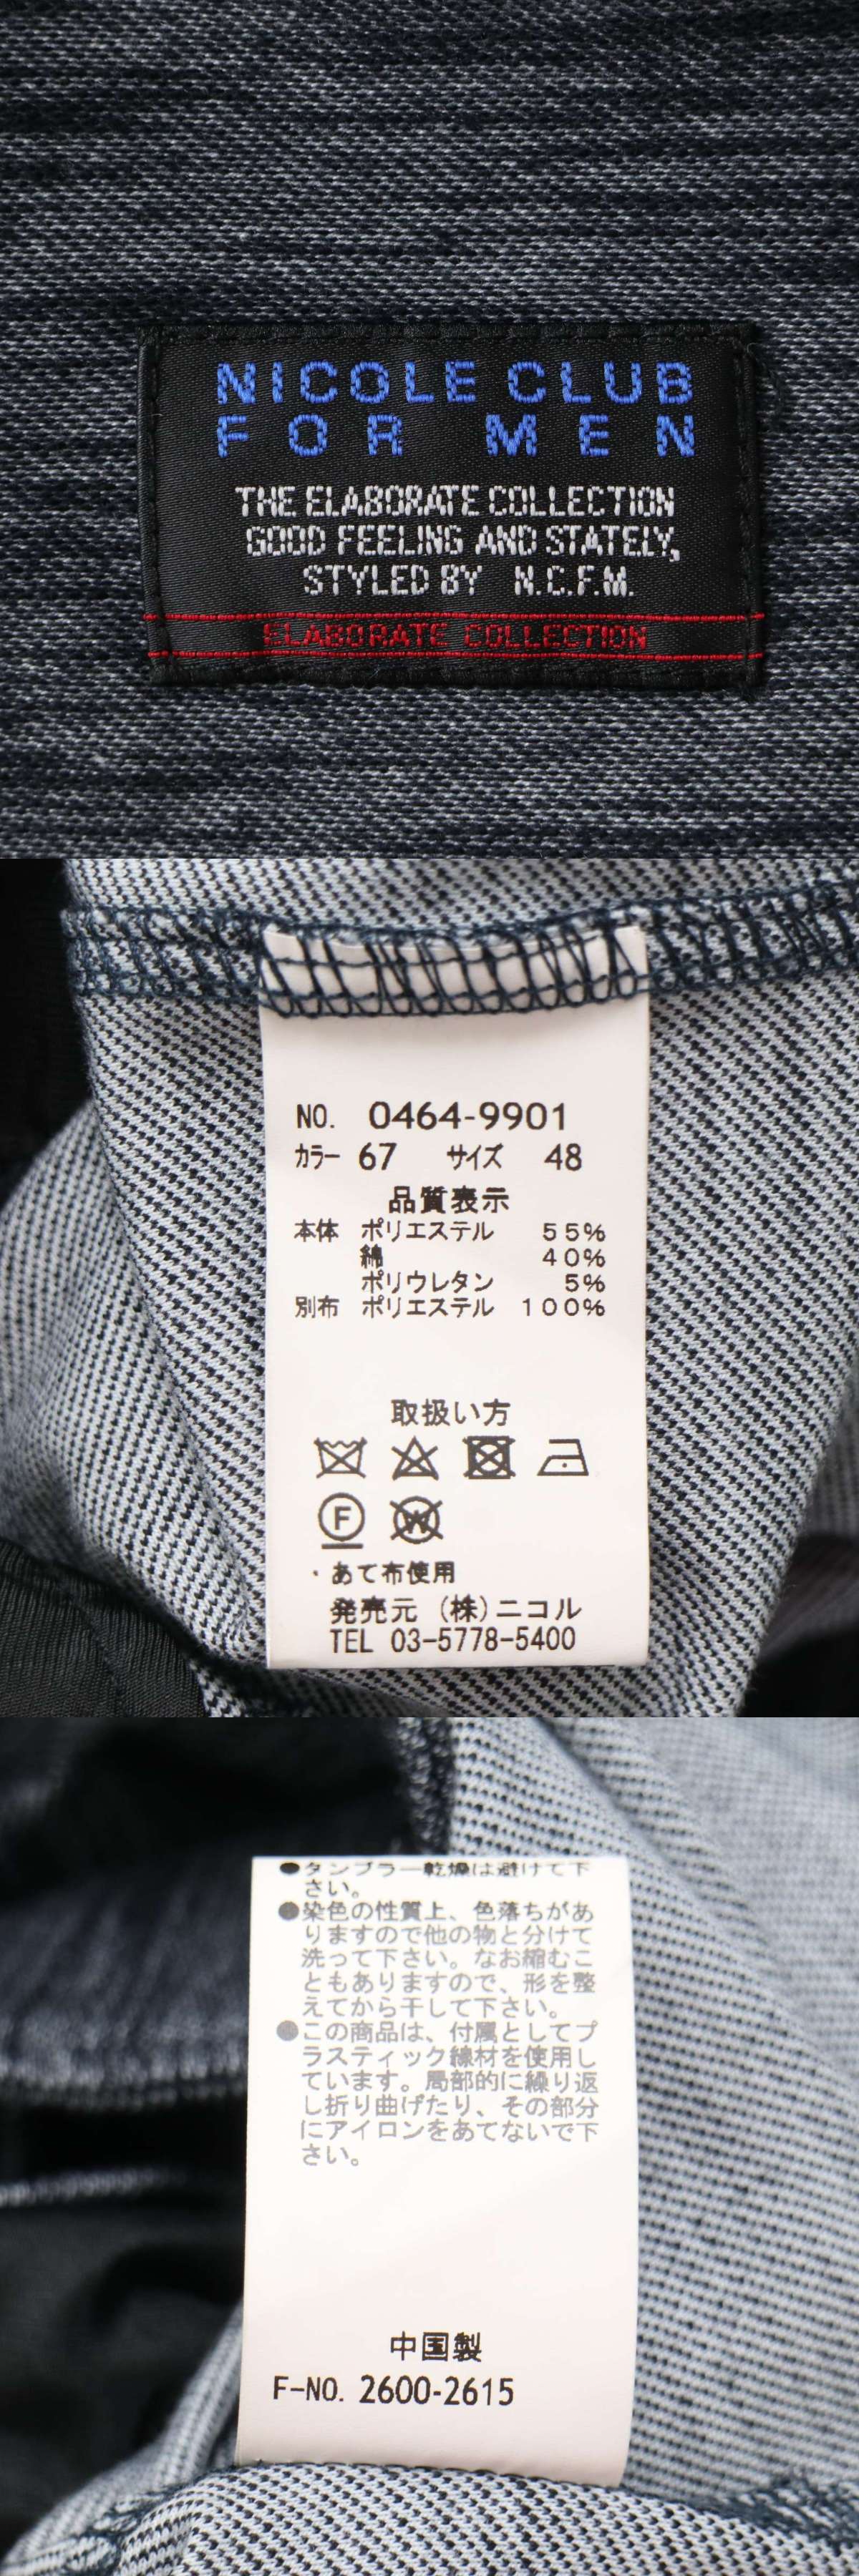 NICOLE CLUB
FOR MEN
THE ELABORATE COLLECTION
GOOD FEELING AND STATELY,
STYLED BY N.C.F.M.
ELABORATE COLLECTION
NO. 0464-9901
カラー 67 サイズ 48
品質表示
本体 ポリエステル 55%
綿 40%
ポリウレタン 5%
別布 ポリエステル 100%
取扱い方
F
W
・あて布使用
発売元 (株)ニコル
TEL 03-5778-5400
●タンブラー乾燥は避けて下
さい。
●染色の性質上、色落ちがあ
りますので他の物と分けて
洗って下さい。なお縮むこ
ともありますので、形を整
えてから干して下さい。
●この商品は、付属としてプ
ラスティック線材を使用し
ています。局部的に繰り返
し折り曲げたり、その部分
にアイロンをあてないで下
さい。
中国製
F-NO. 2600-2615